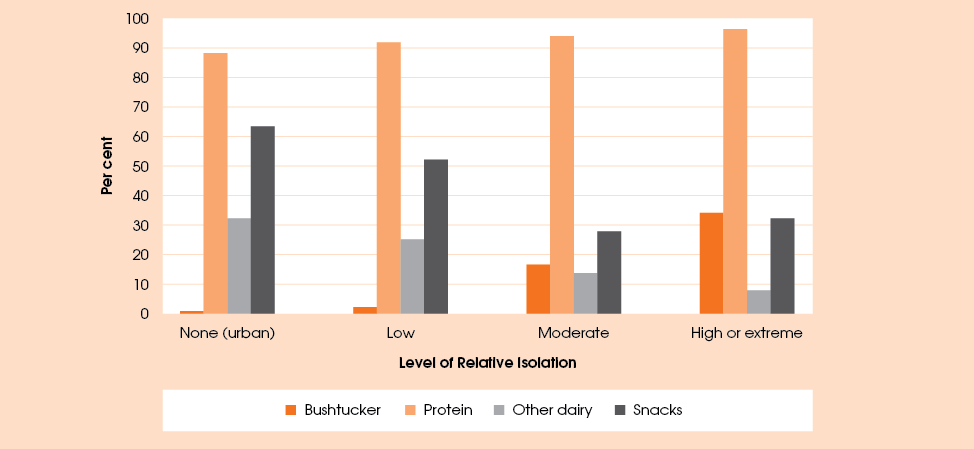 100
90
80
70
60
50
40
30
20
10
0
Per cent
None (urban) Low Moderate High or extreme
Level of Relative Isolation
Bushtucker Protein Other dairy Snacks